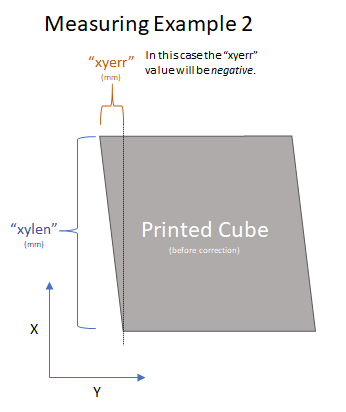 Measuring Example 2
“xyerr”
(mm)
In this case the “xyerr”
value will be negative.
“xylen”
(mm)
Printed Cube
(before correction)
X
Y